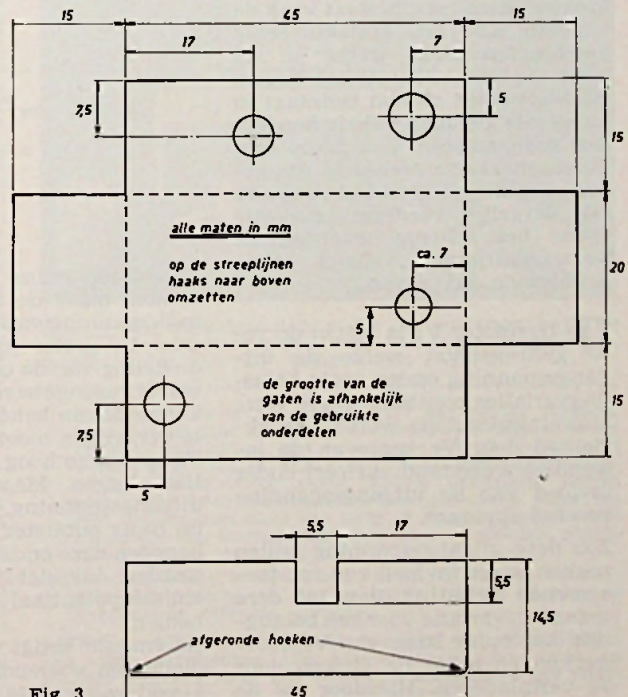 15
45
15
17
7
7,5
5
15
alle maten in mm
op de streeplijnen
haaks naar boven
omzetten
ca. 7
20
5
de grootte van de
gaten is afhankelijk
van de gebruikte
onderdelen
15
7,5
5
5,5
17
5,5
14,5
afgeronde hoeken
Fig. 3
45